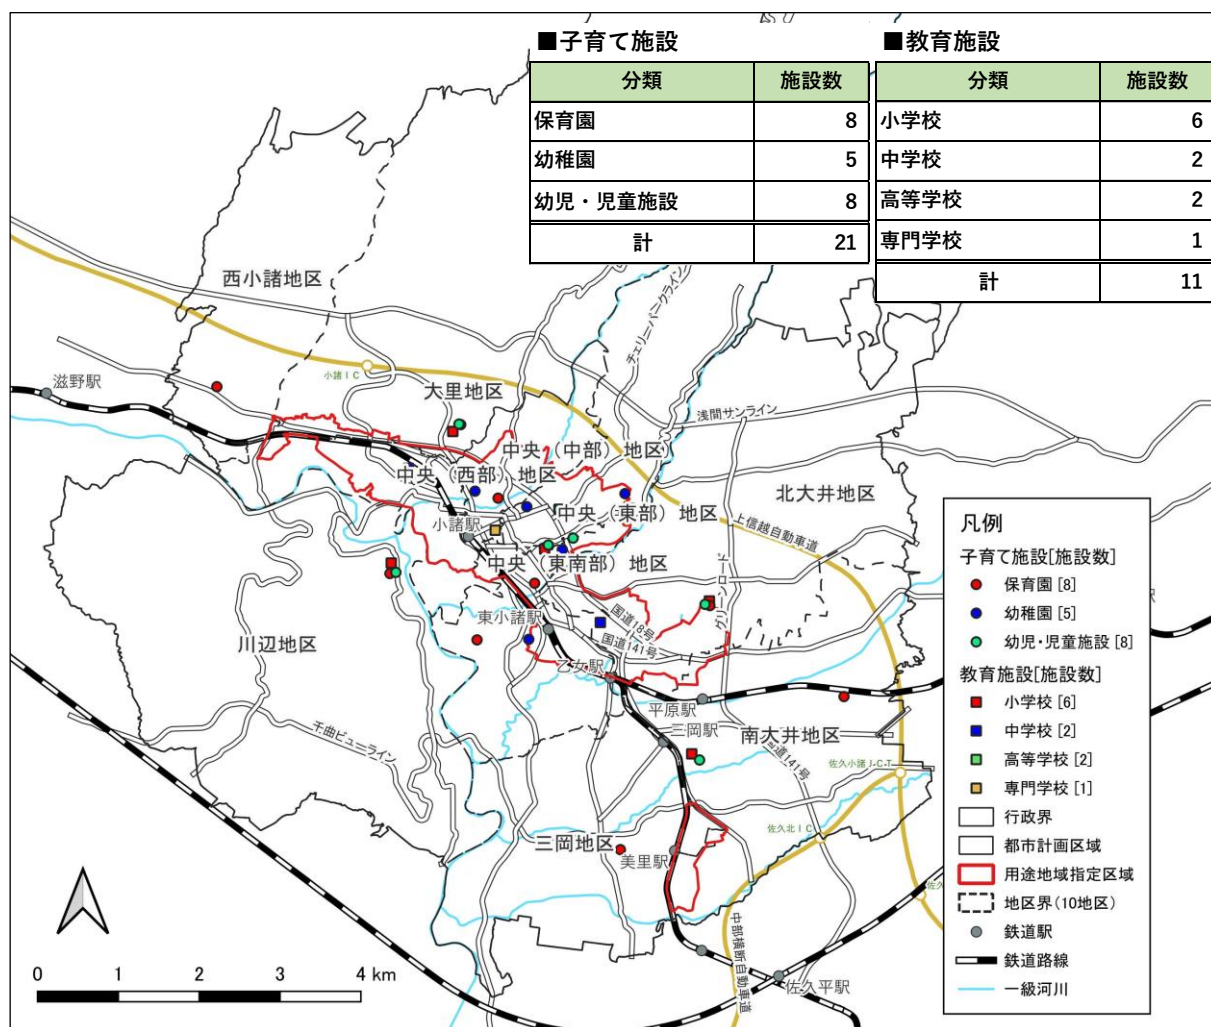 ■子育て施設
分類 施設数
保育園 8
幼稚園 5
幼児・児童施設 8
計 21
■教育施設
分類 施設数
小学校 6
中学校 2
高等学校 2
専門学校 1
計 11
西小諸地区
チェリーパークライン
滋野駅
小諸IC
大里地区
浅間サンライン
中央（中部）地区
中央（西部）地区
北大井地区
小諸駅
中央（東部）地区
上信越自動車道
中央（東南部）地区
グリーンロード
東小諸駅
国道18号
国道141号
川辺地区
乙女駅
平原駅
三岡駅
南大井地区
国道141号
千曲ビューライン
佐久小諸JCT
佐久北IC
三岡地区
美里駅
中部横断自動車道
佐久平駅
凡例
子育て施設[施設数]
保育園 [8]
幼稚園 [5]
幼児・児童施設 [8]
教育施設[施設数]
小学校 [6]
中学校 [2]
高等学校 [2]
専門学校 [1]
行政界
都市計画区域
用途地域指定区域
地区界（10地区）
鉄道駅
鉄道路線
一級河川
0 1 2 3 4 km